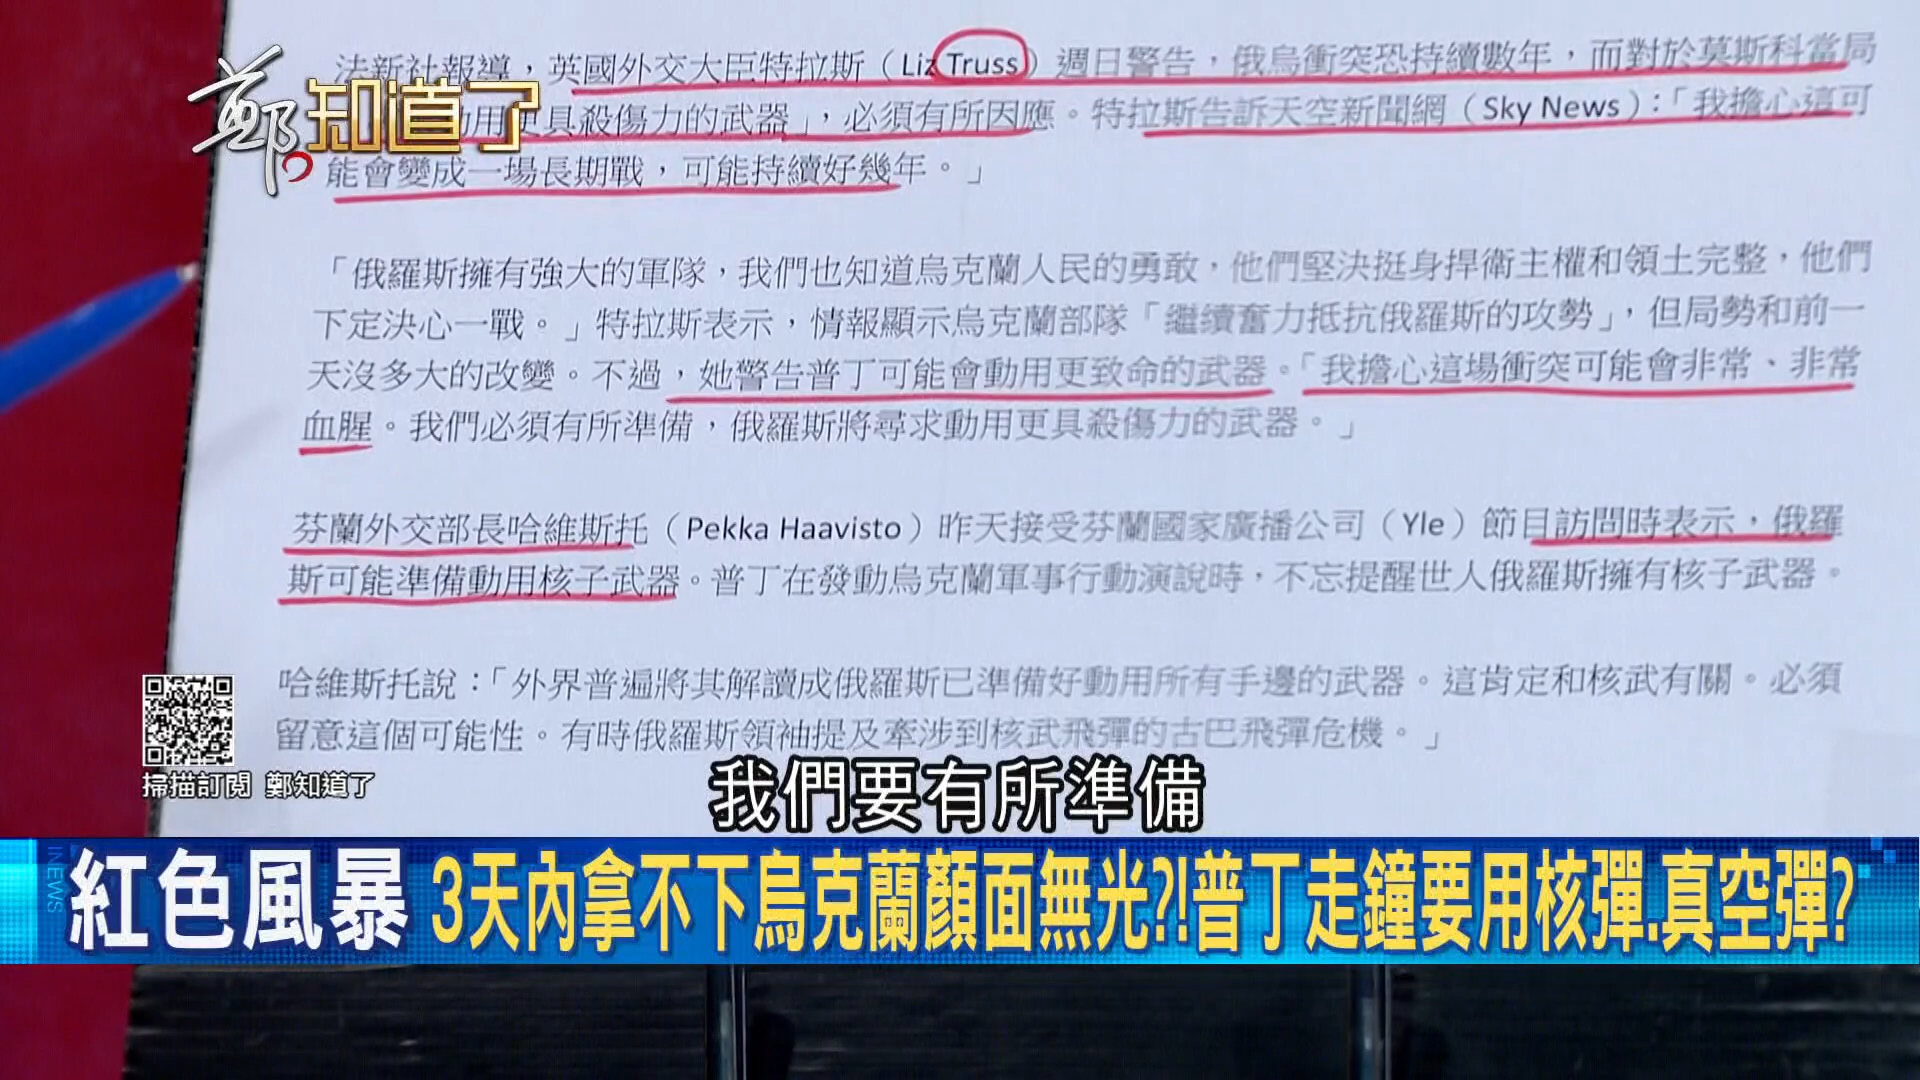 鄭知道了
法新社報導，英國外交大臣特拉斯（Liz Truss）週日警告，俄烏衝突恐持續數年，而對於莫斯科當局
動用更具殺傷力的武器」，必須有所因應。特拉斯告訴天空新聞網（Sky News）：「我擔心這可
能會變成一場長期戰，可能持續好幾年。」
「俄羅斯擁有強大的軍隊，我們也知道烏克蘭人民的勇敢，他們堅決挺身捍衛主權和領土完整，他們
下定決心一戰。」特拉斯表示，情報顯示烏克蘭部隊「繼續奮力抵抗俄羅斯的攻勢」，但局勢和前一
天沒多大的改變。不過，她警告普丁可能會動用更致命的武器。「我擔心這場衝突可能會非常、非常
血腥。我們必須有所準備，俄羅斯將尋求動用更具殺傷力的武器。」
芬蘭外交部長哈維斯托（Pekka Haavisto）昨天接受芬蘭國家廣播公司（Yle）節目訪問時表示，俄羅
斯可能準備動用核子武器。普丁在發動烏克蘭軍事行動演說時，不忘提醒世人俄羅斯擁有核子武器。
哈維斯托說：「外界普遍將其解讀成俄羅斯已準備好動用所有手邊的武器。這肯定和核武有關。必須
留意這個可能性。有時俄羅斯領袖提及牽涉到核武飛彈的古巴飛彈危機。」
掃描訂閱 鄭知道了
我們要有所準備
NEWS
紅色風暴 3天內拿不下烏克蘭顏面無光?!普丁走鐘要用核彈.真空彈?